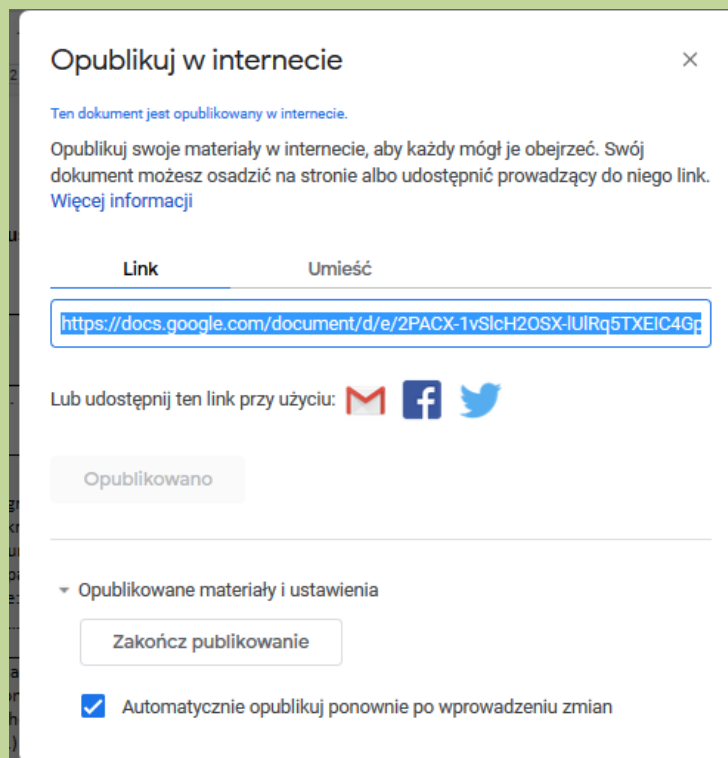 Opublikuj w internecie
Ten dokument jest opublikowany w internecie.
Opublikuj swoje materiały w internecie, aby każdy mógł je obejrzeć. Swój
dokument możesz osadzić na stronie albo udostępnić prowadzący do niego link.
Więcej informacji
Link
Umieść
https://docs.google.com/document/d/e/2PACX-1vSlcH2OSX-lUlRq5TXEIC4Gp
Lub udostępnij ten link przy użyciu:
Opublikowano
Opublikowane materiały i ustawienia
Zakończ publikowanie
Automatycznie opublikuj ponownie po wprowadzeniu zmian